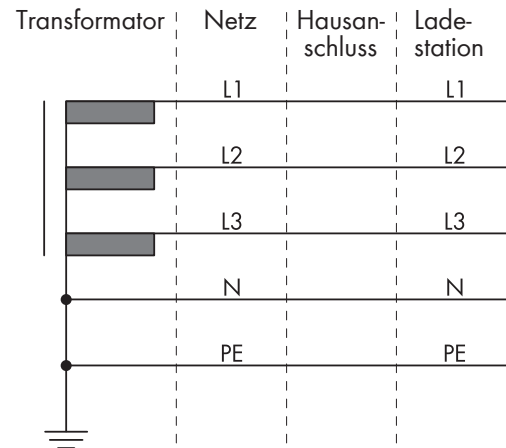 Transformator
Netz
Hausan-
schluss
Lade-
station
L1
L1
L2
L2
L3
L3
N
N
PE
PE